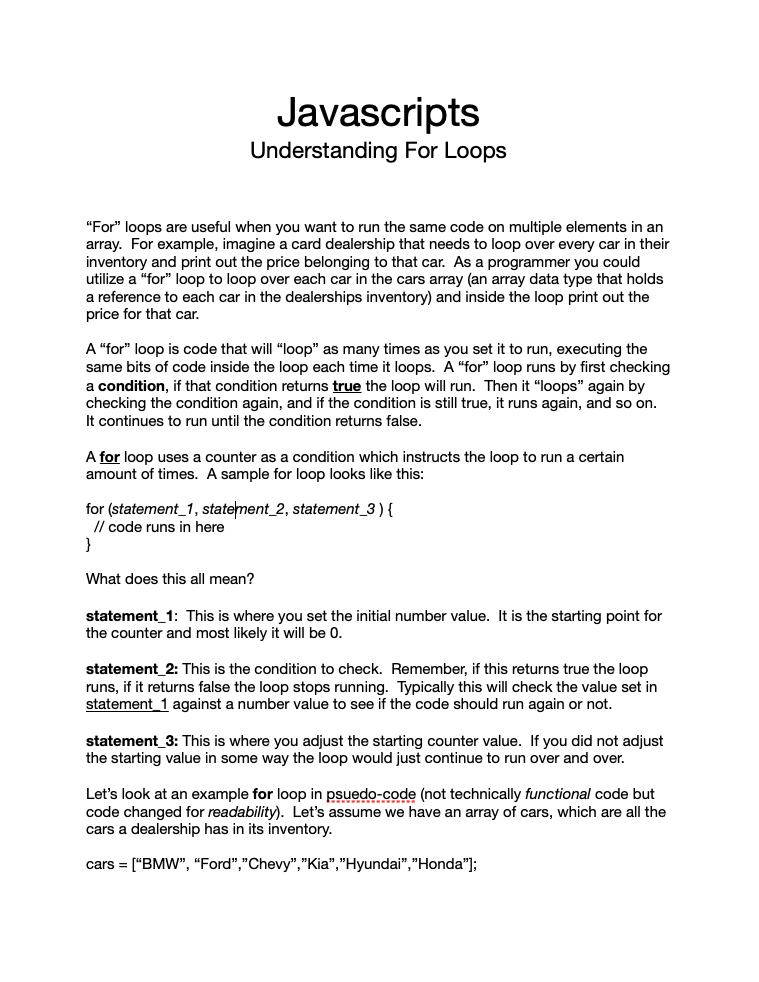 Javascripts
Understanding For Loops
“For” loops are useful when you want to run the same code on multiple elements in an
array.  For example, imagine a card dealership that needs to loop over every car in their
inventory and print out the price belonging to that car.  As a programmer you could
utilize a “for” loop to loop over each car in the cars array (an array data type that holds
a reference to each car in the dealerships inventory) and inside the loop print out the
price for that car.
A “for” loop is code that will “loop” as many times as you set it to run, executing the
same bits of code inside the loop each time it loops.  A “for” loop runs by first checking
a condition, if that condition returns true the loop will run.  Then it “loops” again by
checking the condition again, and if the condition is still true, it runs again, and so on.
It continues to run until the condition returns false.
A for loop uses a counter as a condition which instructs the loop to run a certain
amount of times.  A sample for loop looks like this:
for (statement_1, statement_2, statement_3 ) {
  // code runs in here
}
What does this all mean?
statement_1:  This is where you set the initial number value.  It is the starting point for
the counter and most likely it will be 0.
statement_2: This is the condition to check.  Remember, if this returns true the loop
runs, if it returns false the loop stops running.  Typically this will check the value set in
statement_1 against a number value to see if the code should run again or not.
statement_3: This is where you adjust the starting counter value.  If you did not adjust
the starting value in some way the loop would just continue to run over and over.
Let’s look at an example for loop in psuedo-code (not technically functional code but
code changed for readability).  Let’s assume we have an array of cars, which are all the
cars a dealership has in its inventory.
cars = [“BMW”, “Ford”,”Chevy”,”Kia”,”Hyundai”,”Honda”];